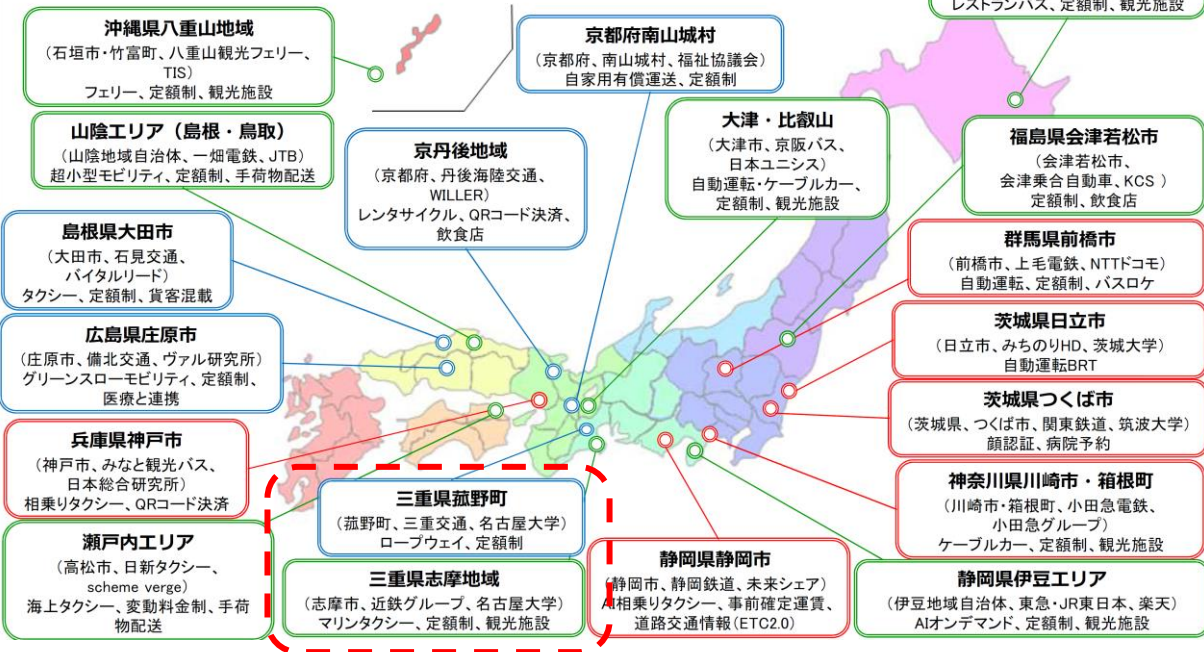 レストランバス、定額制、観光施設
沖縄県八重山地域
（石垣市・竹富町、八重山観光フェリー、
TIS）
フェリー、定額制、観光施設
京都府南山城村
（京都府、南山城村、福祉協議会）
自家用有償運送、定額制
山陰エリア（島根・鳥取）
（山陰地域自治体、一畑電鉄、JTB）
超小型モビリティ、定額制、手荷物配送
京丹後地域
（京都府、丹後海陸交通、
WILLER）
レンタサイクル、QRコード決済、
飲食店
大津・比叡山
（大津市、京阪バス、
日本ユニシス）
自動運転・ケーブルカー、
定額制、観光施設
福島県会津若松市
（会津若松市、
会津乗合自動車、KCS ）
定額制、飲食店
島根県大田市
（大田市、石見交通、
バイタルリード）
タクシー、定額制、貨客混載
群馬県前橋市
（前橋市、上毛電鉄、NTTドコモ）
自動運転、定額制、バスロケ
広島県庄原市
（庄原市、備北交通、ヴァル研究所）
グリーンスローモビリティ、定額制、
医療と連携
茨城県日立市
（日立市、みちのりHD、茨城大学）
自動運転BRT
茨城県つくば市
（茨城県、つくば市、関東鉄道、筑波大学）
顔認証、病院予約
兵庫県神戸市
（神戸市、みなと観光バス、
日本総合研究所）
相乗りタクシー、QRコード決済
神奈川県川崎市・箱根町
（川崎市・箱根町、小田急電鉄、
小田急グループ）
ケーブルカー、定額制、観光施設
三重県菰野町
（菰野町、三重交通、名古屋大学）
ロープウェイ、定額制
瀬戸内エリア
（高松市、日新タクシー、
scheme verge）
海上タクシー、変動料金制、手荷
物配送
三重県志摩地域
（志摩市、近鉄グループ、名古屋大学）
マリンタクシー、定額制、観光施設
静岡県静岡市
（静岡市、静岡鉄道、未来シェア）
AI相乗りタクシー、事前確定運賃、
道路交通情報（ETC2.0）
静岡県伊豆エリア
（伊豆地域自治体、東急・JR東日本、楽天）
AIオンデマンド、定額制、観光施設